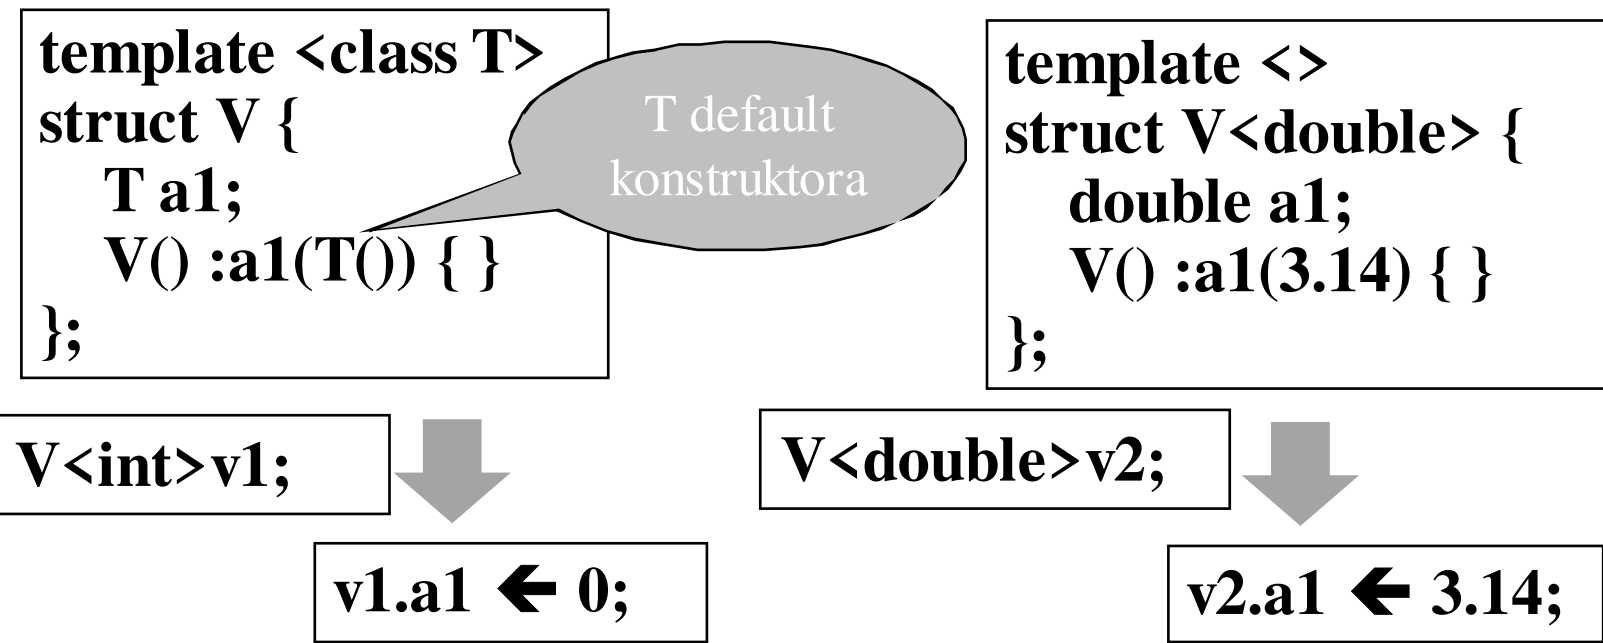 template <class T>
struct V {
T a1;
V() :a1(T()) { }
};
T default
konstruktora
template <>
struct V<double> {
double a1;
V() :a1(3.14) { }
};
V<int>v1;
v1.a1 🡨 0;
V<double>v2;
v2.a1 🡨 3.14;